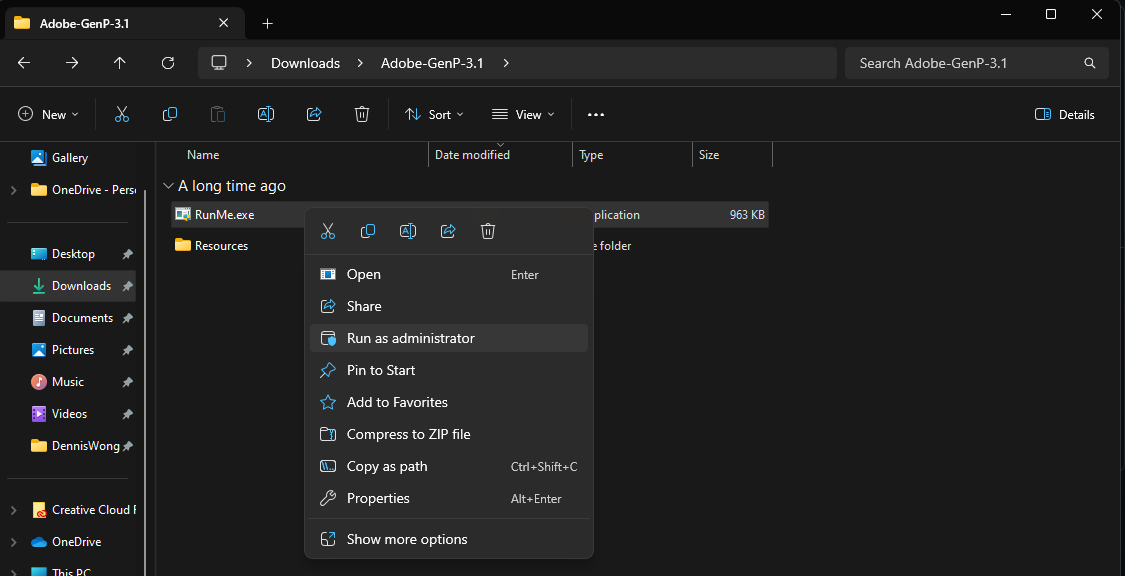 Adobe-GenP-3.1
Downloads
Adobe-GenP-3.1
Search Adobe-GenP-3.1
New
Sort
View
Details
Gallery
OneDrive - Pers
Name
Date modified
Type
Size
A long time ago
RunMe.exe
plication
963 KB
Resources
e folder
Desktop
Downloads
Documents
Pictures
Music
Videos
DennisWong
Creative Cloud F
OneDrive
This PC
Open
Enter
Share
Run as administrator
Pin to Start
Add to Favorites
Compress to ZIP file
Copy as path
Ctrl+Shift+C
Properties
Alt+Enter
Show more options